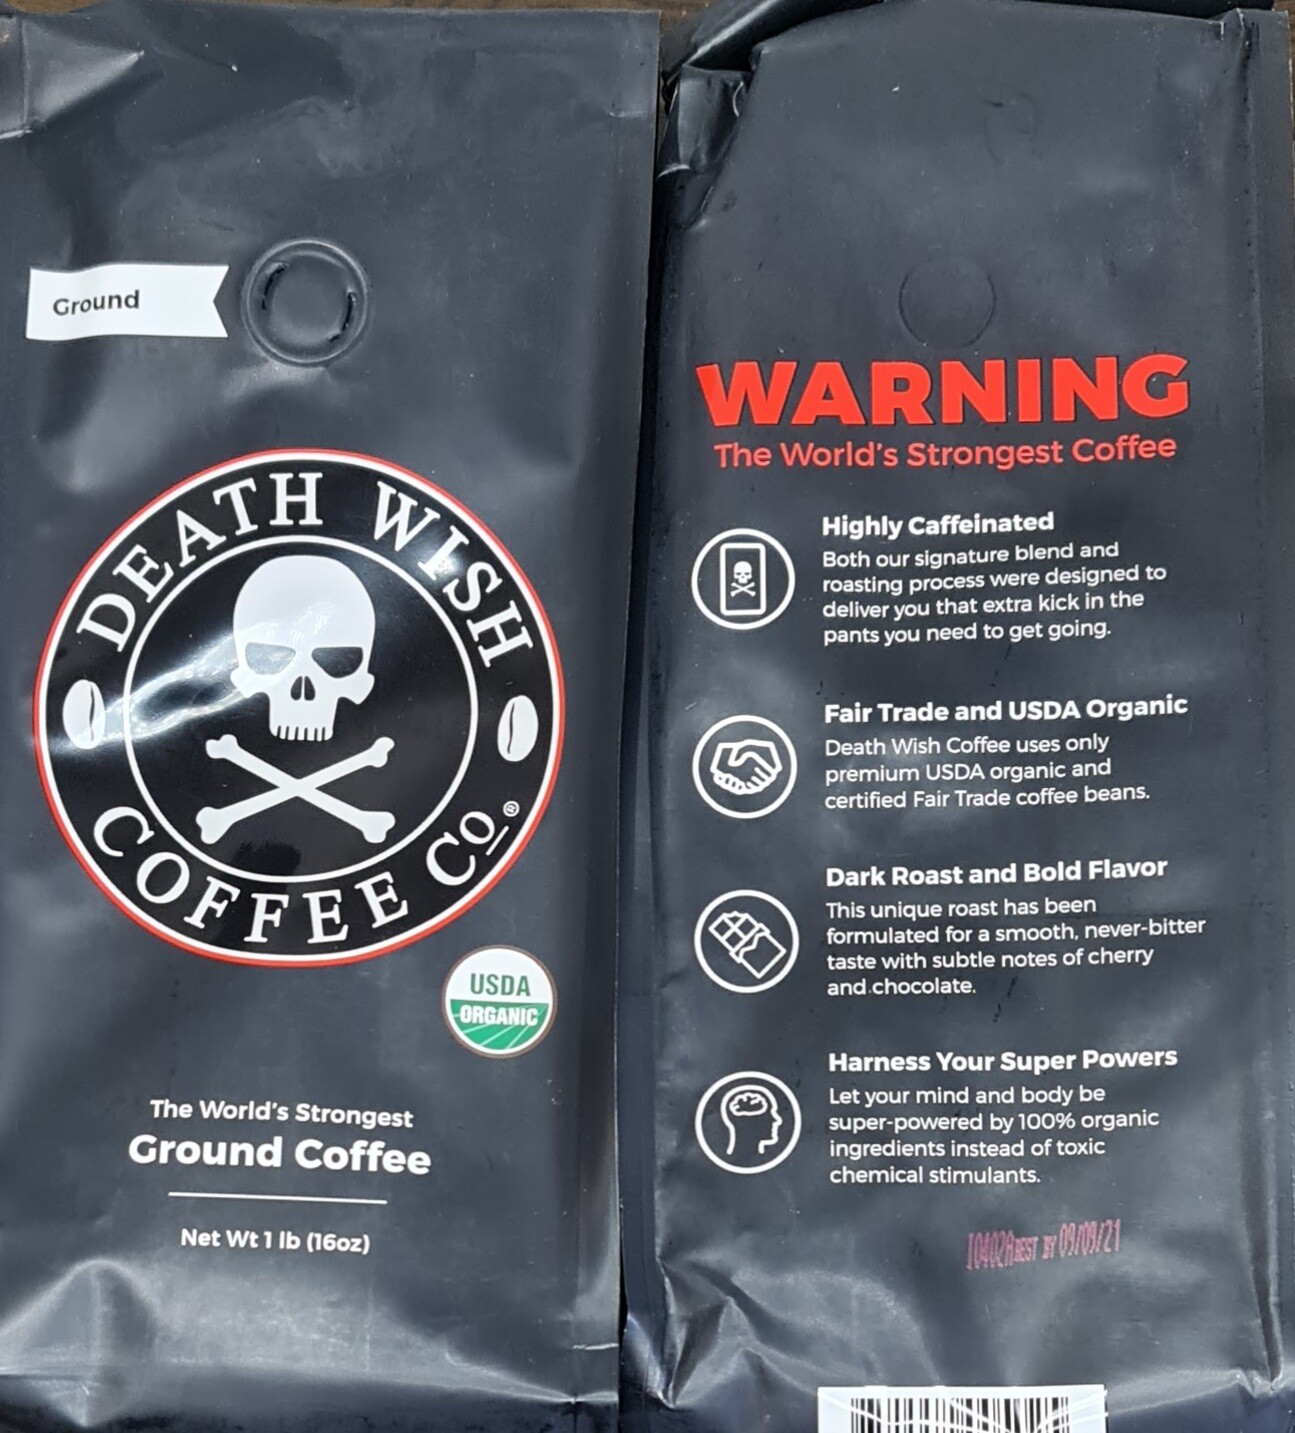 Ground
DEATH WISH
COFFEE Co.®
USDA
ORGANIC
The World's Strongest
Ground Coffee
Net Wt 1 lb (16oz)
WARNING
The World's Strongest Coffee
Highly Caffeinated
Both our signature blend and
roasting process were designed to
deliver you that extra kick in the
pants you need to get going.
Fair Trade and USDA Organic
Death Wish Coffee uses only
premium USDA organic and
certified Fair Trade coffee beans.
Dark Roast and Bold Flavor
This unique roast has been
formulated for a smooth, never-bitter
taste with subtle notes of cherry
and chocolate.
Harness Your Super Powers
Let your mind and body be
super-powered by 100% organic
ingredients instead of toxic
chemical stimulants.
10402A BEST BY 09/09/21